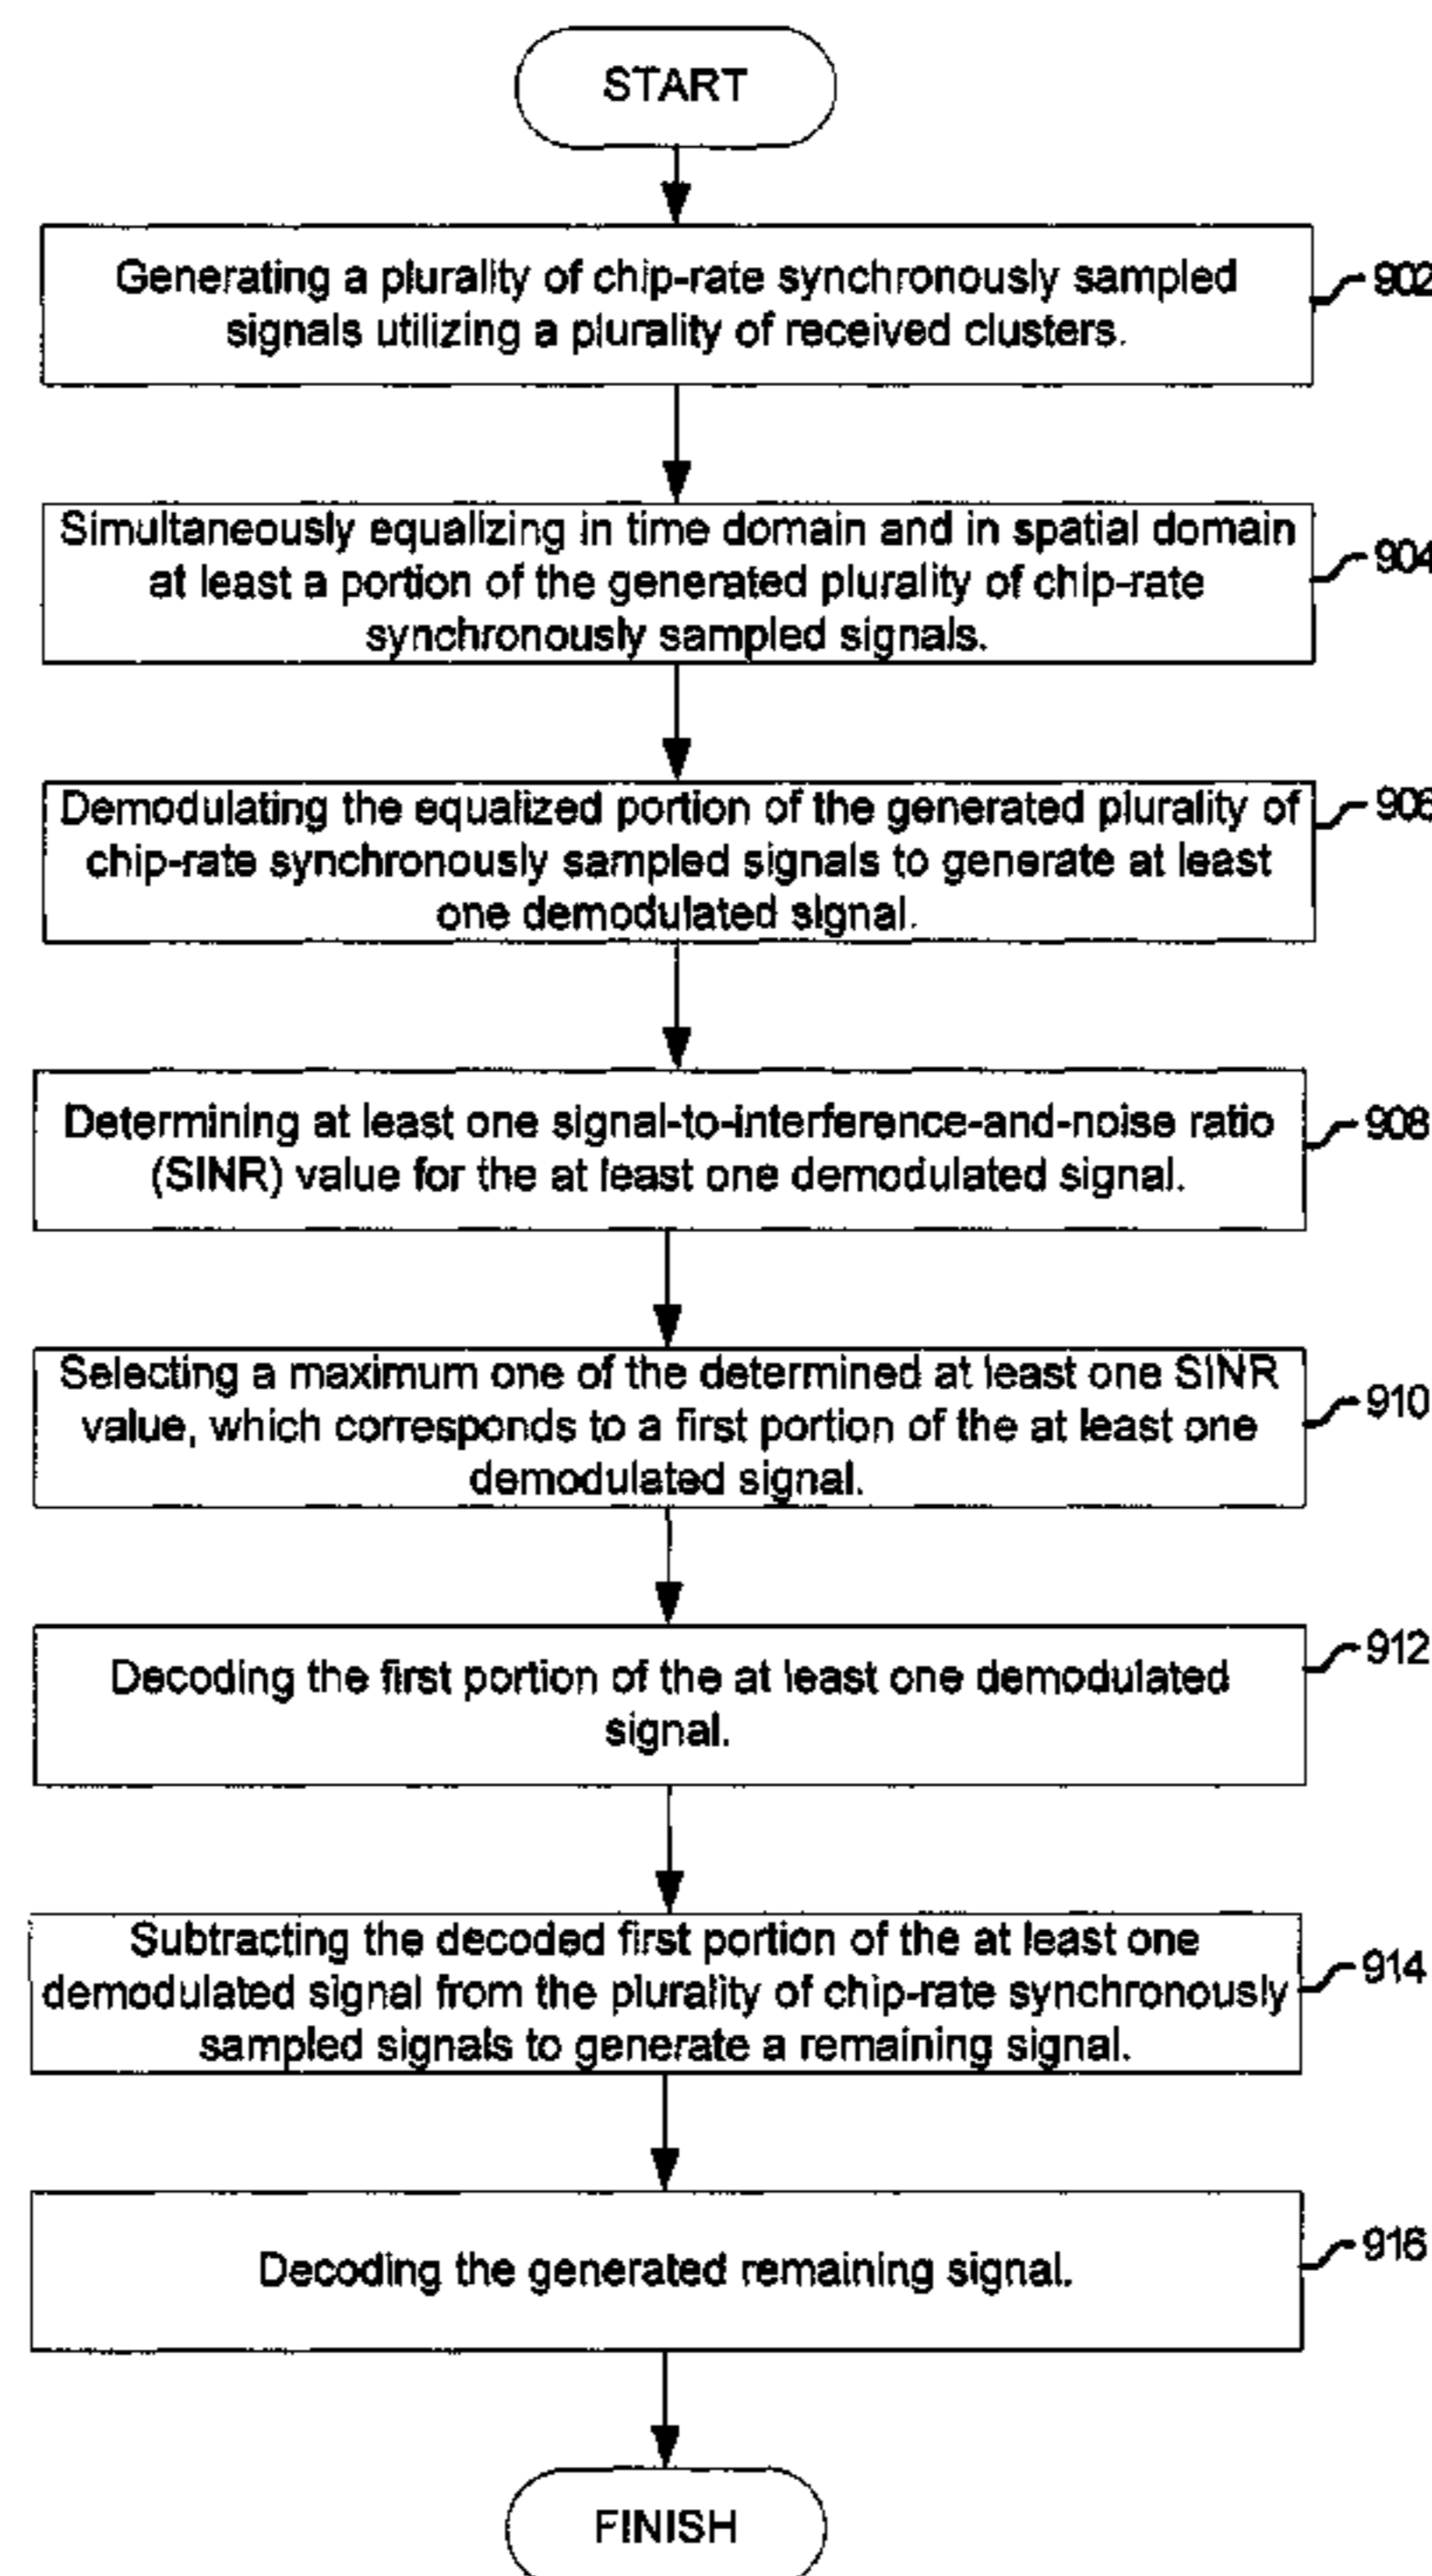 START
Generating a plurality of chip-rate synchronously sampled
signals utilizing a plurality of received clusters.
902
Simultaneously equalizing in time domain and in spatial domain
at least a portion of the generated plurality of chip-rate
synchronously sampled signals.
904
Demodulating the equalized portion of the generated plurality of
chip-rate synchronously sampled signals to generate at least
one demodulated signal.
906
Determining at least one signal-to-interference-and-noise ratio
(SINR) value for the at least one demodulated signal.
908
Selecting a maximum one of the determined at least one SINR
value, which corresponds to a first portion of the at least one
demodulated signal.
910
Decoding the first portion of the at least one demodulated
signal.
912
Subtracting the decoded first portion of the at least one
demodulated signal from the plurality of chip-rate synchronously
sampled signals to generate a remaining signal.
914
Decoding the generated remaining signal.
916
FINISH